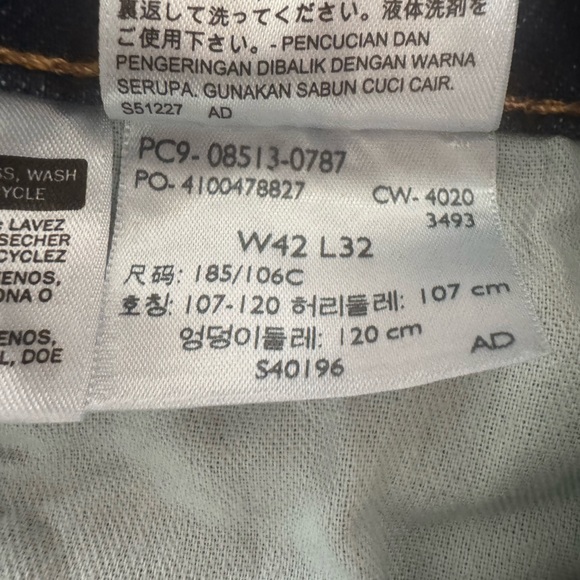 裏返して洗ってください。液体洗剤を
ご使用下さい。- PENCUCIAN DAN
PENGERINGAN DIBALIK DENGAN WARNA
SERUPA. GUNAKAN SABUN CUCI CAIR.
S51227 AD
SS, WASH
CYCLE
: LAVEZ
SECHER
CYCLEZ
ENOS,
ONA O
ENOS,
L, DOE
PC9- 08513-0787
PO- 4100478827 CW- 4020
3493
W42 L32
尺码: 185/106C
호칭: 107-120 허리둘레: 107 cm
엉덩이둘레: 120 cm
AD
S40196